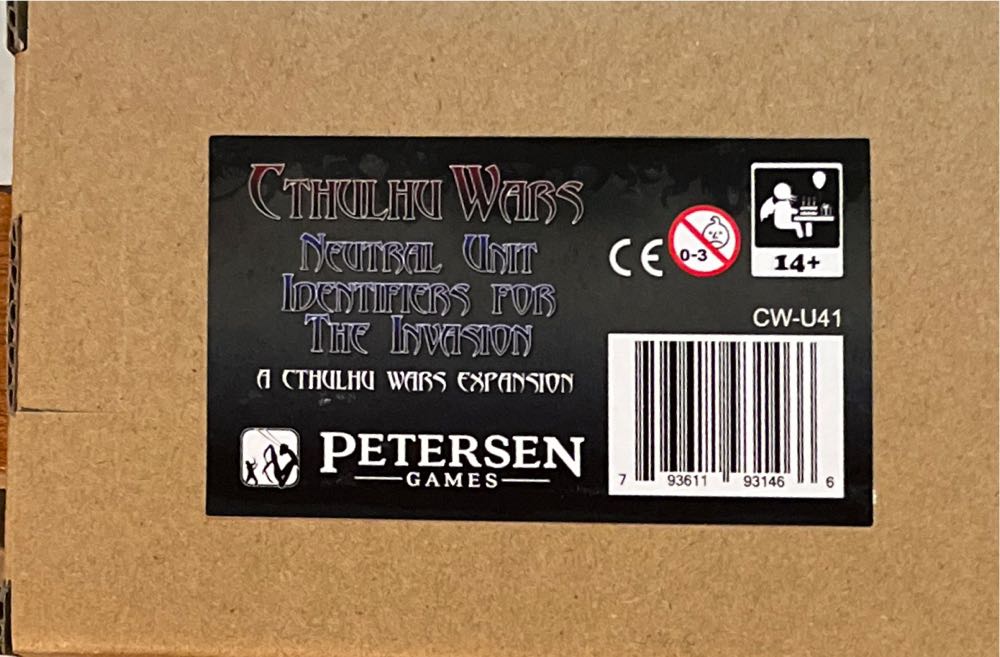 CTHULHU WARS
NEUTRAL UNIT
IDENTIFIERS FOR
THE INVASION
A CTHULHU WARS EXPANSION
PETERSEN
GAMES
CE
0-3
14+
CW-U41
7 93611 93146 6